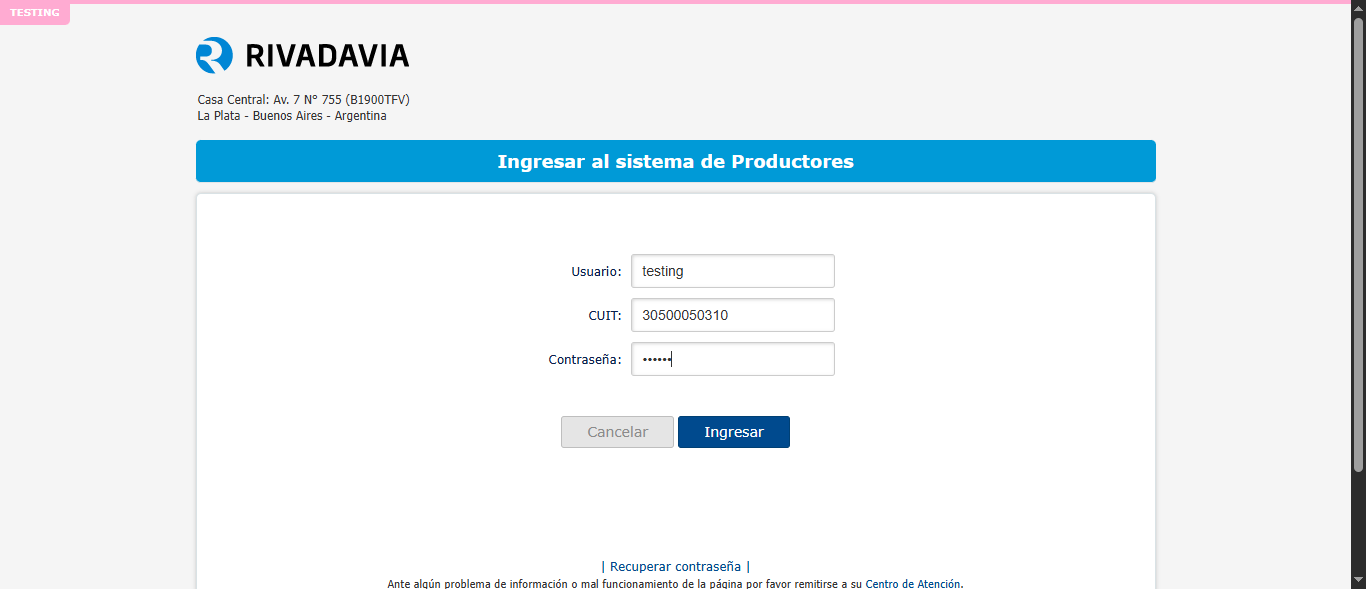 TESTING
RIVADAVIA
Casa Central: Av. 7 N° 755 (B1900TFV)
La Plata - Buenos Aires - Argentina
Ingresar al sistema de Productores
Usuario: testing
CUIT: 30500050310
Contraseña: ••••••
Cancelar Ingresar
| Recuperar contraseña |
Ante algún problema de información o mal funcionamiento de la página por favor remitirse a su Centro de Atención.